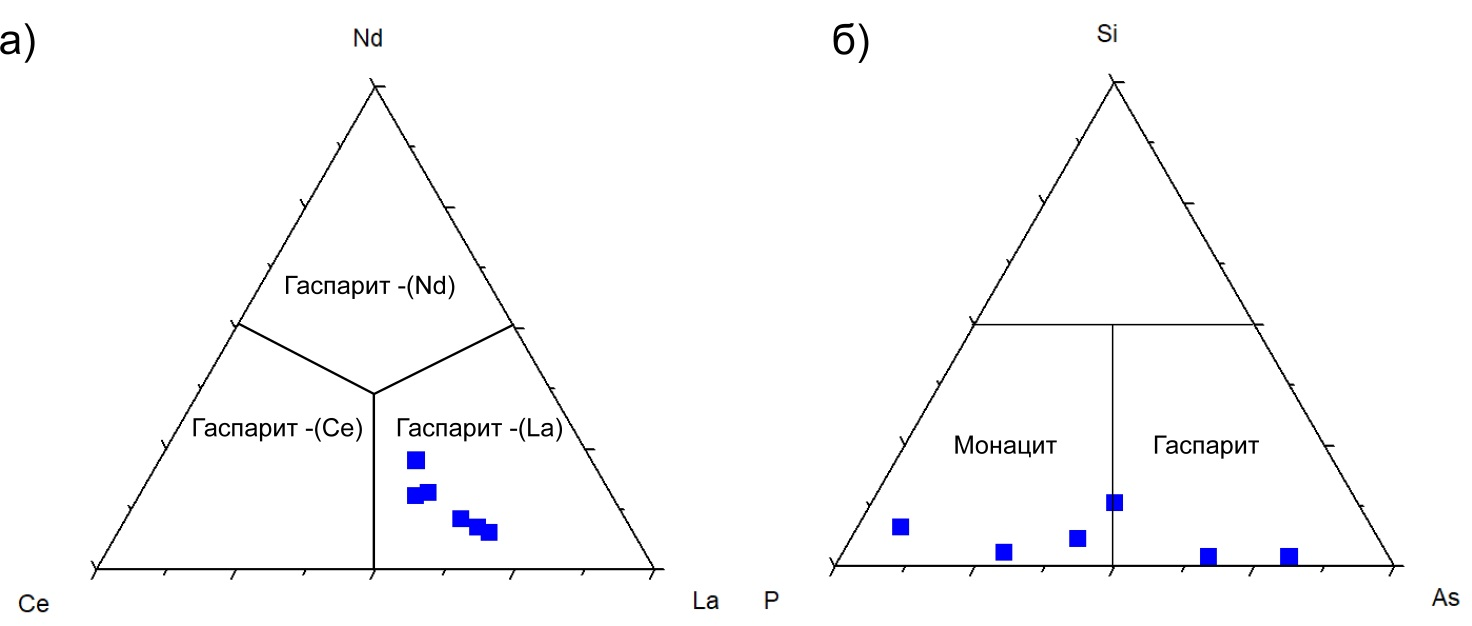 а)
Nd
Гаспарит -(Nd)
Гаспарит -(Ce)
Гаспарит -(La)
Ce
La
б)
Si
Монацит
Гаспарит
P
As